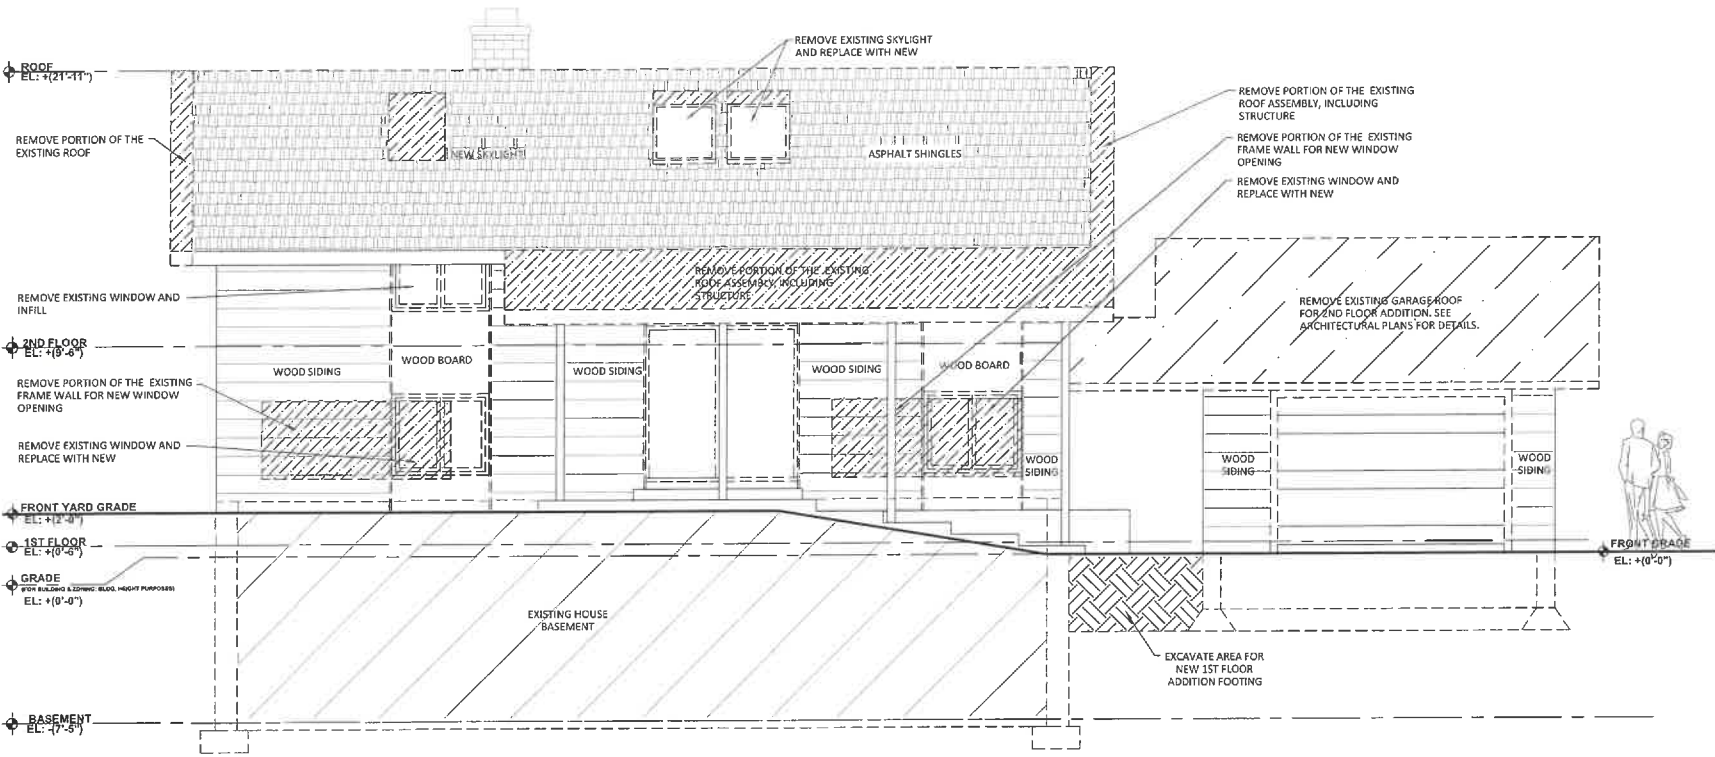 REMOVE EXISTING SKYLIGHT
AND REPLACE WITH NEW
ROOF
EL: +(21'-11")
REMOVE PORTION OF THE EXISTING
ROOF ASSEMBLY, INCLUDING
STRUCTURE
REMOVE PORTION OF THE
EXISTING ROOF
REMOVE PORTION OF THE EXISTING
FRAME WALL FOR NEW WINDOW
OPENING
NEW SKYLIGHT
ASPHALT SHINGLES
REMOVE EXISTING WINDOW AND
REPLACE WITH NEW
REMOVE PORTION OF THE EXISTING
ROOF ASSEMBLY, INCLUDING
STRUCTURE
REMOVE EXISTING WINDOW AND
INFILL
REMOVE EXISTING GARAGE ROOF
FOR 2ND FLOOR ADDITION. SEE
ARCHITECTURAL PLANS FOR DETAILS.
2ND FLOOR
EL: +(9'-6")
WOOD SIDING
WOOD BOARD
WOOD SIDING
WOOD SIDING
WOOD BOARD
REMOVE PORTION OF THE EXISTING
FRAME WALL FOR NEW WINDOW
OPENING
REMOVE EXISTING WINDOW AND
REPLACE WITH NEW
WOOD
SIDING
WOOD
SIDING
WOOD
SIDING
FRONT YARD GRADE
EL: +(2'-0")
1ST FLOOR
EL: +(0'-6")
FRONT GRADE
EL: +(0'-0")
GRADE
(FOR BUILDING & ZONING: BLDG. HEIGHT PURPOSES)
EL: +(0'-0")
EXISTING HOUSE
BASEMENT
EXCAVATE AREA FOR
NEW 1ST FLOOR
ADDITION FOOTING
BASEMENT
EL: -(7'-5")